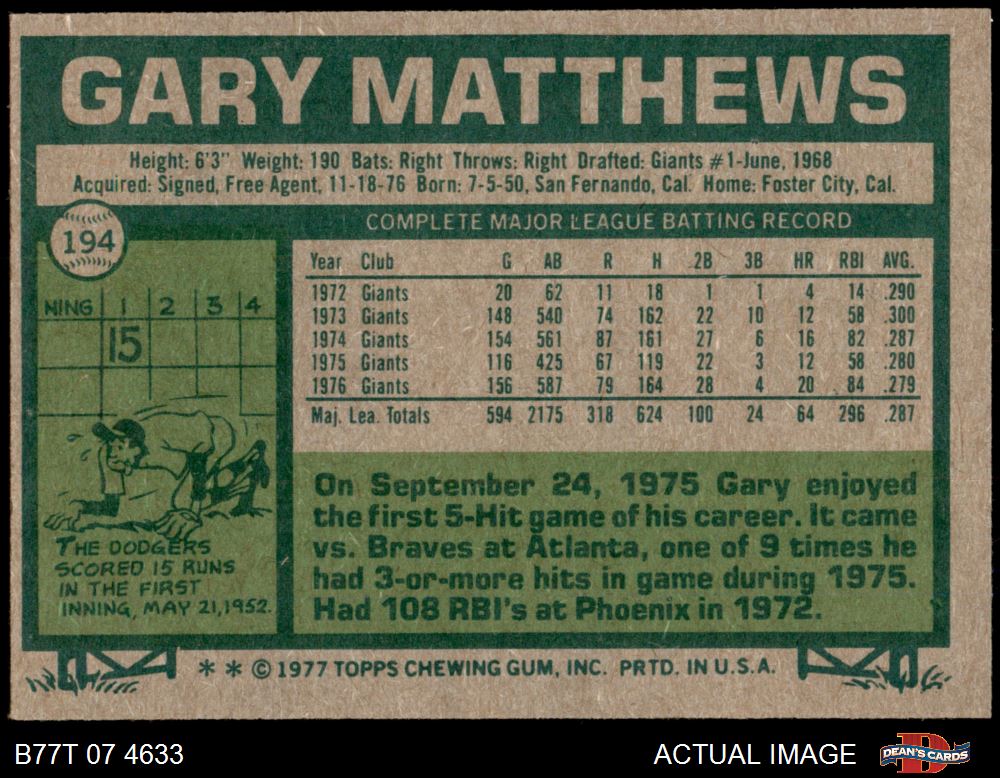 GARY MATTHEWS
Height: 6'3" Weight: 190 Bats: Right Throws: Right Drafted: Giants #1-June, 1968
Acquired: Signed, Free Agent, 11-18-76 Born: 7-5-50, San Fernando, Cal. Home: Foster City, Cal.
194
NING 1 2 3 4
15
THE DODGERS
SCORED 15 RUNS
IN THE FIRST
INNING, MAY 21, 1952.
COMPLETE MAJOR LEAGUE BATTING RECORD
Year Club G AB R H 2B 3B HR RBI AVG.
1972 Giants 20 62 11 18 1 1 4 14 .290
1973 Giants 148 540 74 162 22 10 12 58 .300
1974 Giants 154 561 87 161 27 6 16 82 .287
1975 Giants 116 425 67 119 22 3 12 58 .280
1976 Giants 156 587 79 164 28 4 20 84 .279
Maj. Lea. Totals 594 2175 318 624 100 24 64 296 .287
On September 24, 1975 Gary enjoyed
the first 5-Hit game of his career. It came
vs. Braves at Atlanta, one of 9 times he
had 3-or-more hits in game during 1975.
Had 108 RBI's at Phoenix in 1972.
* * © 1977 TOPPS CHEWING GUM, INC. PRTD. IN U.S.A.
B77T 07 4633
ACTUAL IMAGE
D
DEAN'S CARDS